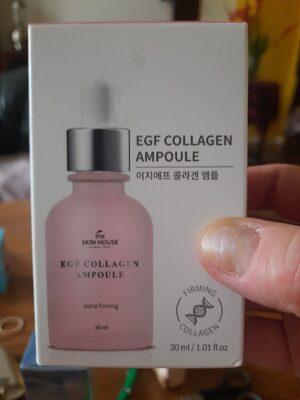 EGF COLLAGEN
AMPOULE
이지에프 콜라겐 앰플
the
SKIN HOUSE
EGF COLLAGEN
AMPOULE
extra firming
30 ml
FIRMING
COLLAGEN
30 ml / 1.01 fl.oz